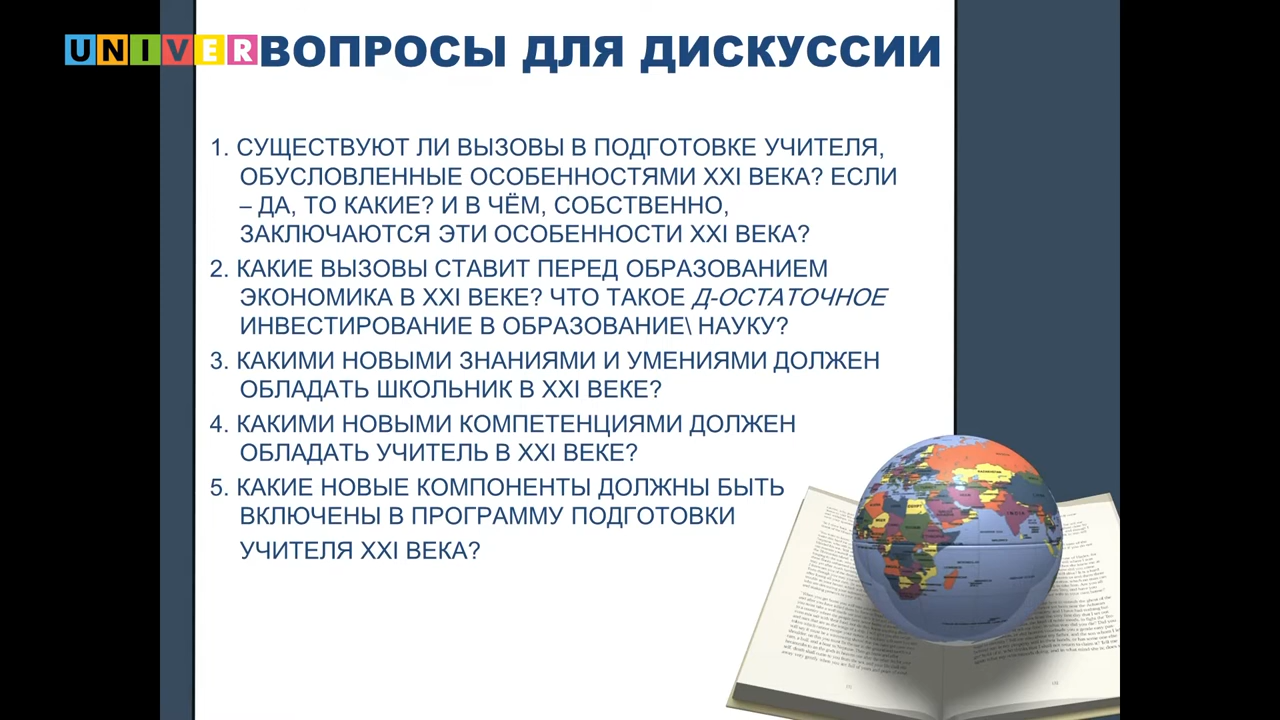 UNIVER
ВОПРОСЫ ДЛЯ ДИСКУССИИ
1. СУЩЕСТВУЮТ ЛИ ВЫЗОВЫ В ПОДГОТОВКЕ УЧИТЕЛЯ,
ОБУСЛОВЛЕННЫЕ ОСОБЕННОСТЯМИ XXI ВЕКА? ЕСЛИ
– ДА, ТО КАКИЕ? И В ЧЁМ, СОБСТВЕННО,
ЗАКЛЮЧАЮТСЯ ЭТИ ОСОБЕННОСТИ XXI ВЕКА?
2. КАКИЕ ВЫЗОВЫ СТАВИТ ПЕРЕД ОБРАЗОВАНИЕМ
ЭКОНОМИКА В XXI ВЕКЕ? ЧТО ТАКОЕ Д-ОСТАТОЧНОЕ
ИНВЕСТИРОВАНИЕ В ОБРАЗОВАНИЕ\ НАУКУ?
3. КАКИМИ НОВЫМИ ЗНАНИЯМИ И УМЕНИЯМИ ДОЛЖЕН
ОБЛАДАТЬ ШКОЛЬНИК В XXI ВЕКЕ?
4. КАКИМИ НОВЫМИ КОМПЕТЕНЦИЯМИ ДОЛЖЕН
ОБЛАДАТЬ УЧИТЕЛЬ В XXI ВЕКЕ?
5. КАКИЕ НОВЫЕ КОМПОНЕНТЫ ДОЛЖНЫ БЫТЬ
ВКЛЮЧЕНЫ В ПРОГРАММУ ПОДГОТОВКИ
УЧИТЕЛЯ XXI ВЕКА?
INDIA